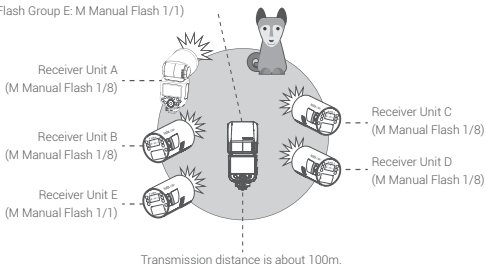 Flash Group E: M Manual Flash 1/1)
Receiver Unit A
(M Manual Flash 1/8)
Receiver Unit B
(M Manual Flash 1/8)
Receiver Unit E
(M Manual Flash 1/1)
Receiver Unit C
(M Manual Flash 1/8)
Receiver Unit D
(M Manual Flash 1/8)
Transmission distance is about 100m.